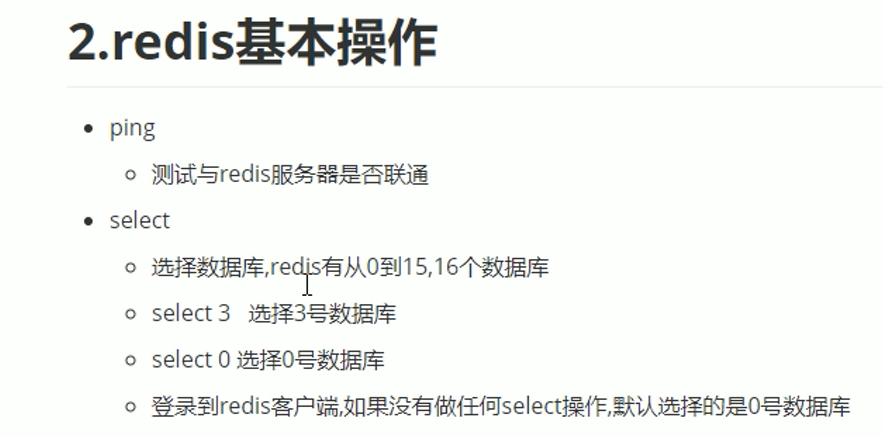 2.redis基本操作
ping
测试与redis服务器是否联通
select
选择数据库,redis有从0到15,16个数据库
select 3 选择3号数据库
select 0 选择0号数据库
登录到redis客户端,如果没有做任何select操作,默认选择的是0号数据库